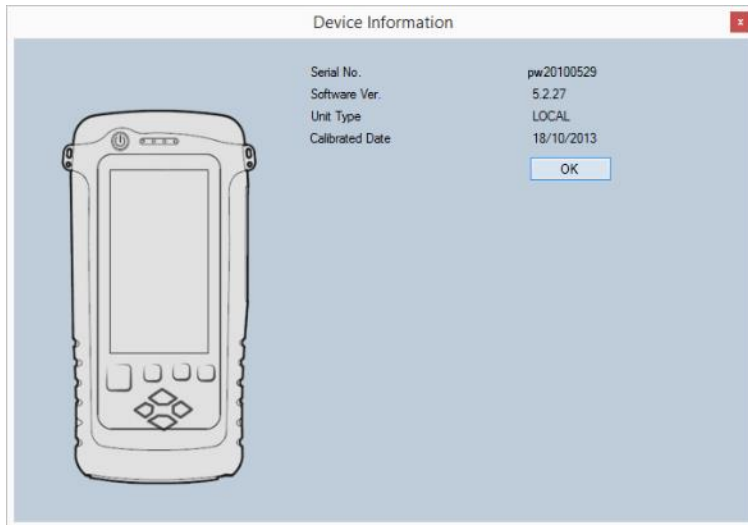 Device Information
x
Serial No. pw20100529
Software Ver. 5.2.27
Unit Type LOCAL
Calibrated Date 18/10/2013
OK